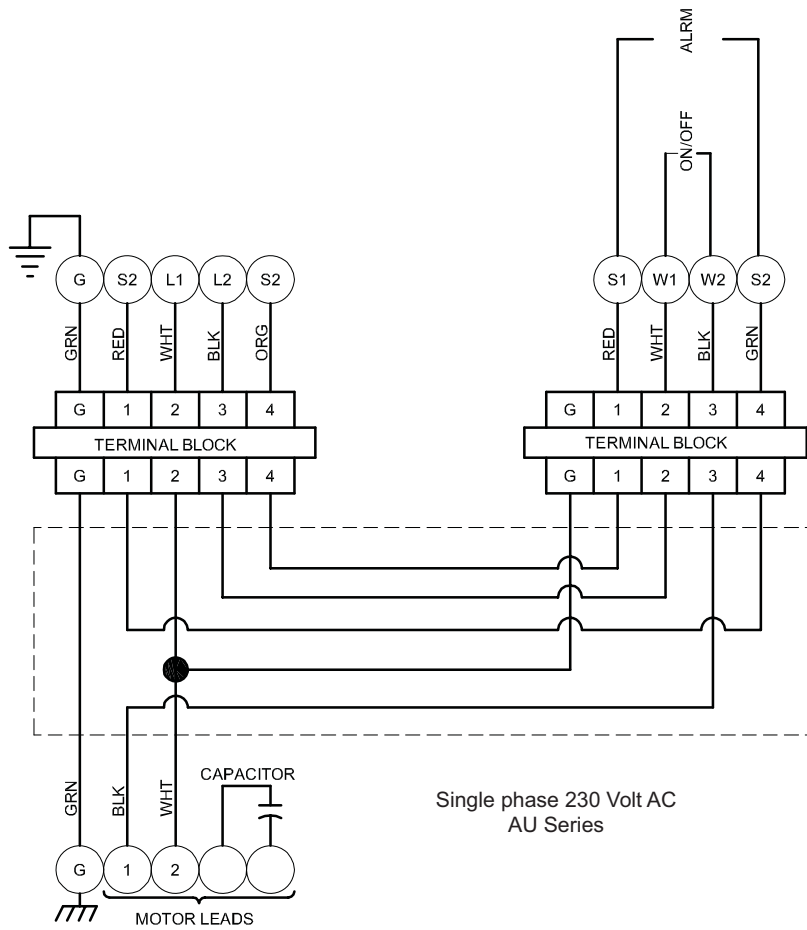 ALRM
ON/OFF
G S2 L1 L2 S2
S1 W1 W2 S2
GRN RED WHT BLK ORG
RED WHT BLK GRN
G 1 2 3 4
G 1 2 3 4
TERMINAL BLOCK
TERMINAL BLOCK
G 1 2 3 4
G 1 2 3 4
CAPACITOR
GRN BLK WHT
Single phase 230 Volt AC
AU Series
G 1 2
MOTOR LEADS